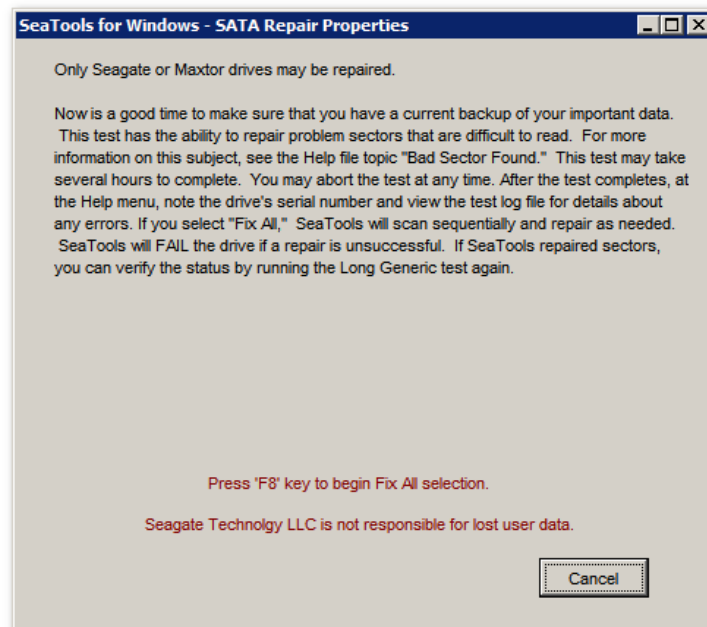 SeaTools for Windows - SATA Repair Properties
Only Seagate or Maxtor drives may be repaired.
Now is a good time to make sure that you have a current backup of your important data.
This test has the ability to repair problem sectors that are difficult to read.  For more
information on this subject, see the Help file topic "Bad Sector Found."  This test may take
several hours to complete.  You may abort the test at any time. After the test completes, at
the Help menu, note the drive's serial number and view the test log file for details about
any errors. If you select "Fix All,"  SeaTools will scan sequentially and repair as needed.
SeaTools will FAIL the drive if a repair is unsuccessful.  If SeaTools repaired sectors,
you can verify the status by running the Long Generic test again.
Press 'F8' key to begin Fix All selection.
Seagate Technolgy LLC is not responsible for lost user data.
Cancel